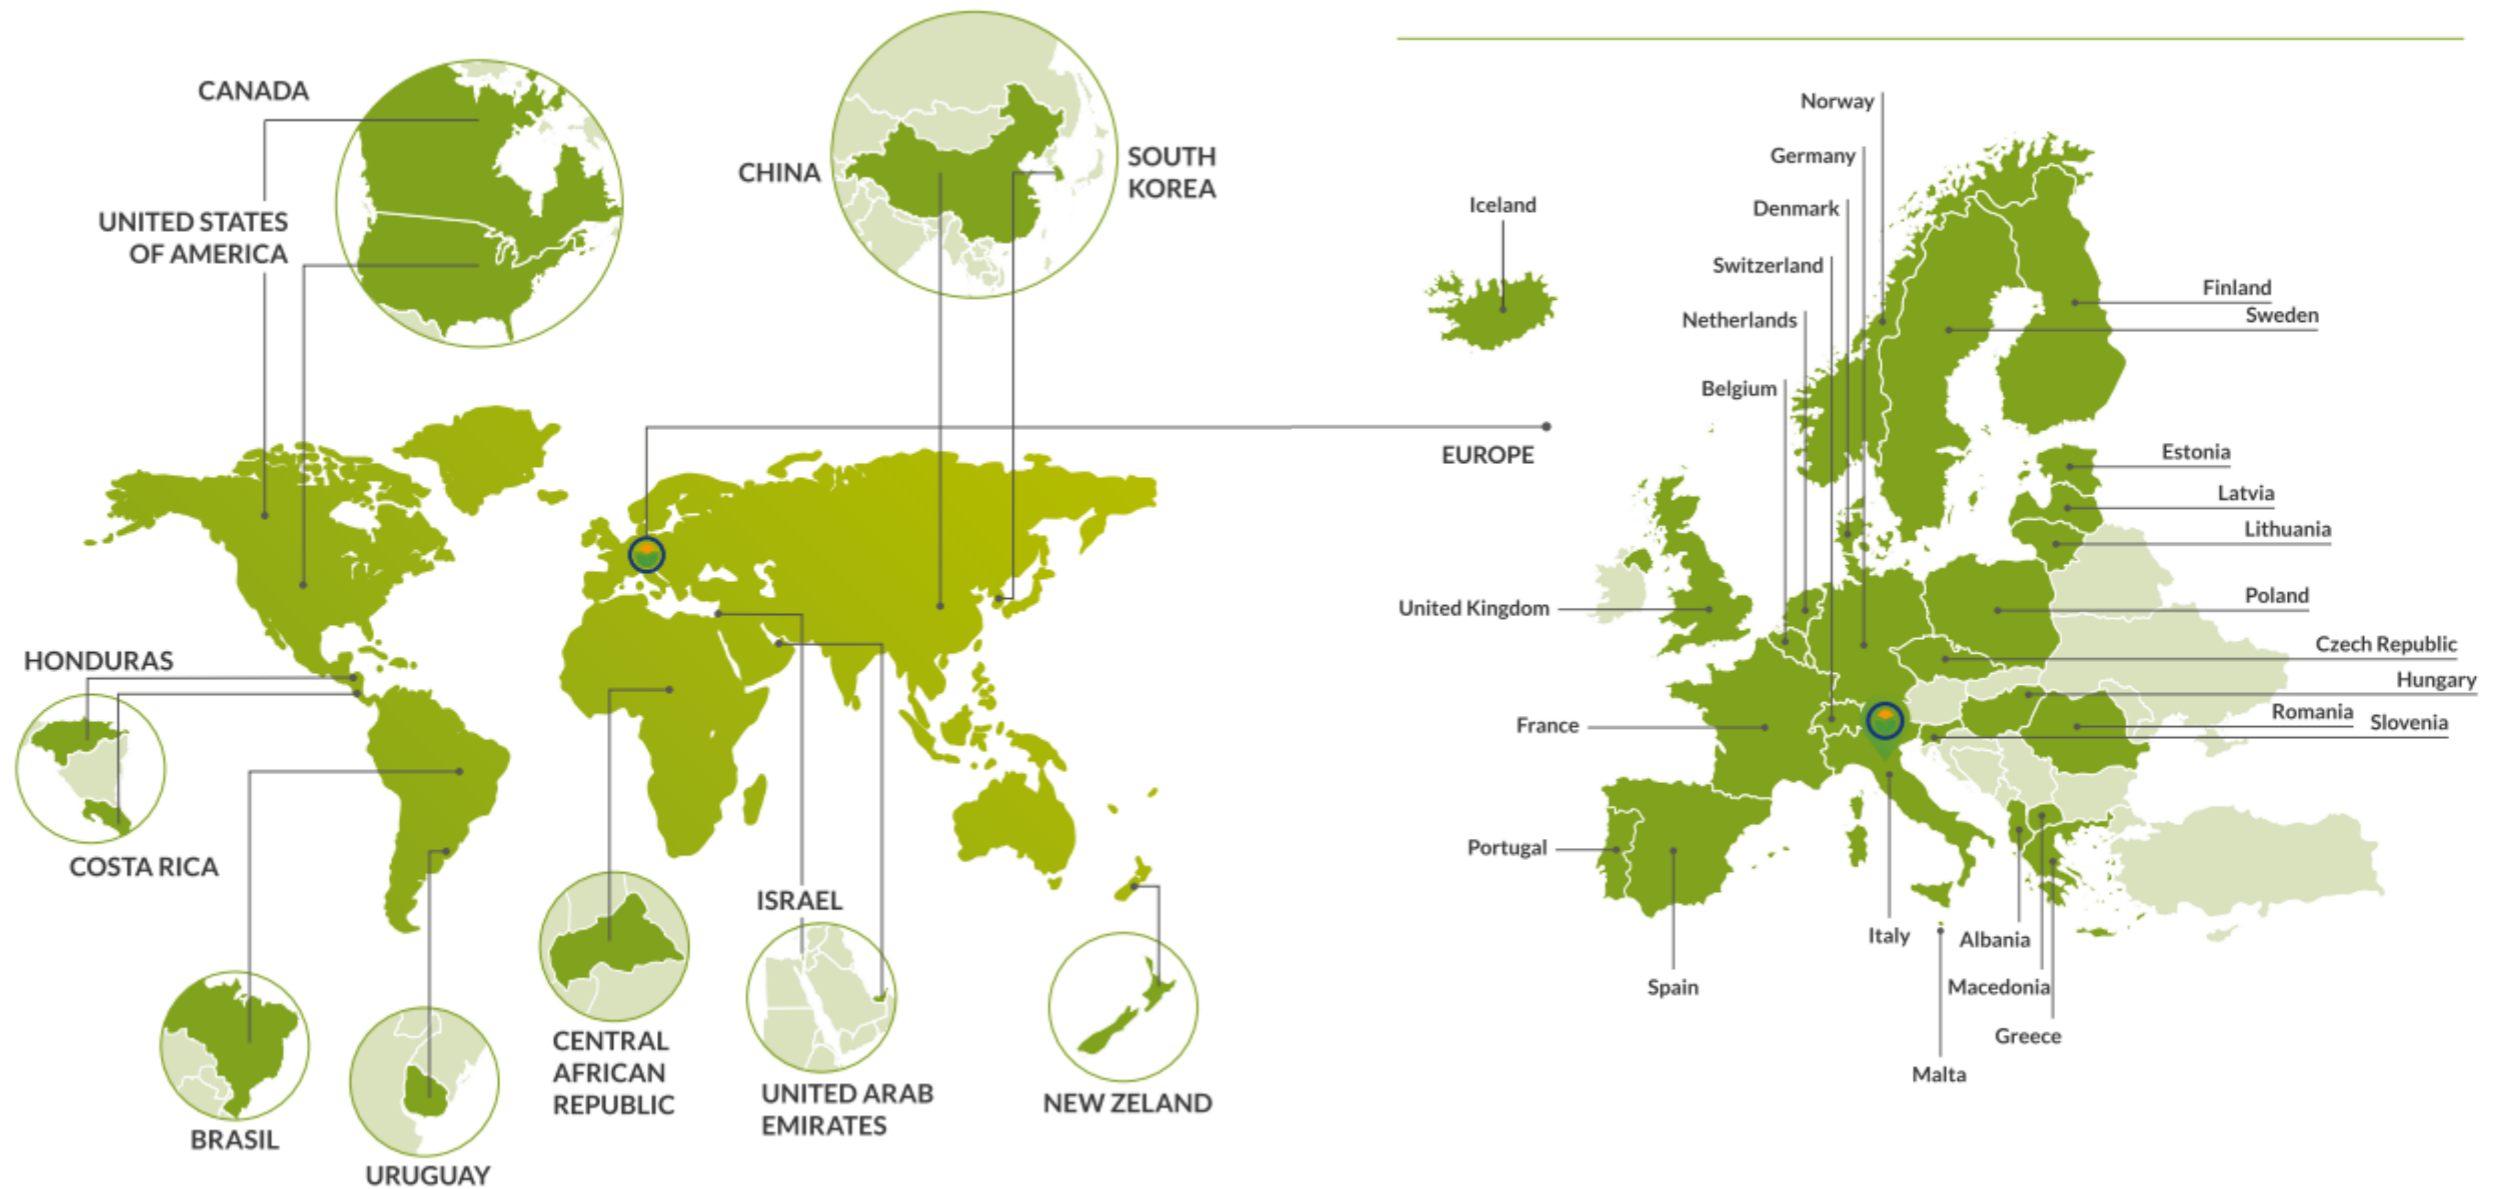 CANADA
UNITED STATES
OF AMERICA
CHINA
SOUTH
KOREA
HONDURAS
COSTA RICA
BRASIL
URUGUAY
CENTRAL
AFRICAN
REPUBLIC
ISRAEL
UNITED ARAB
EMIRATES
NEW ZELAND
EUROPE
Norway
Germany
Denmark
Switzerland
Netherlands
Belgium
Iceland
Finland
Sweden
Estonia
Latvia
Lithuania
United Kingdom
Poland
Czech Republic
Hungary
Romania
Slovenia
France
Portugal
Spain
Italy
Albania
Macedonia
Greece
Malta